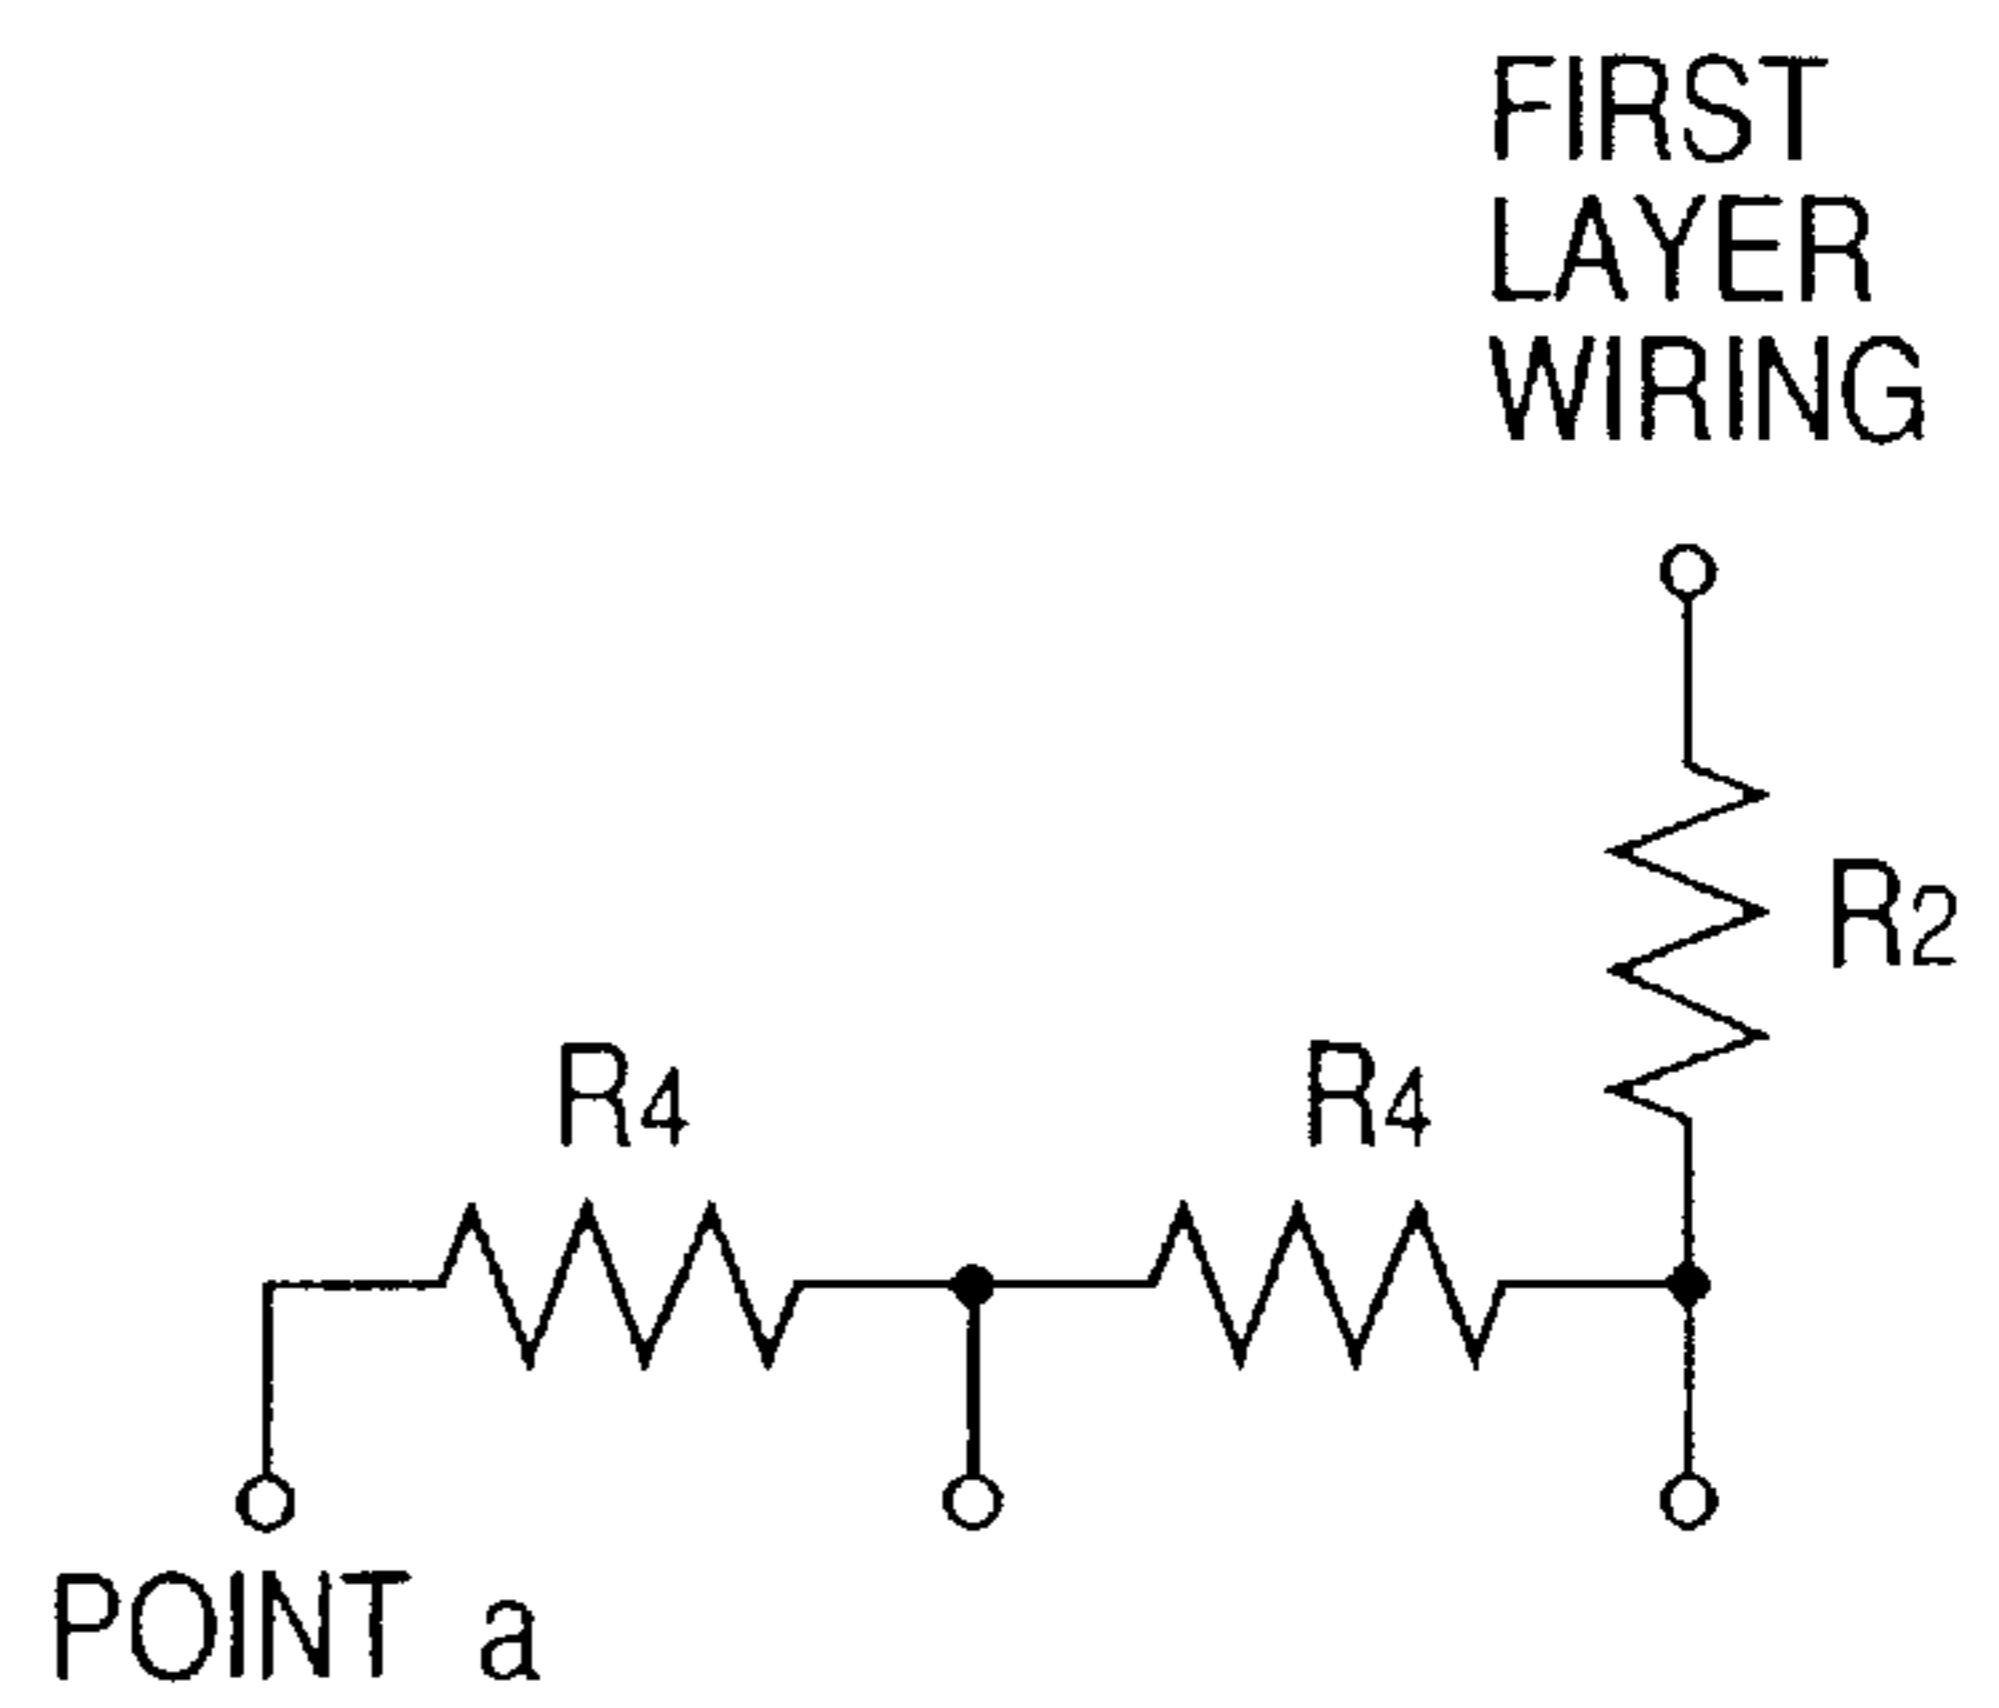 FIRST
LAYER
WIRING
R2
R4
R4
POINT a